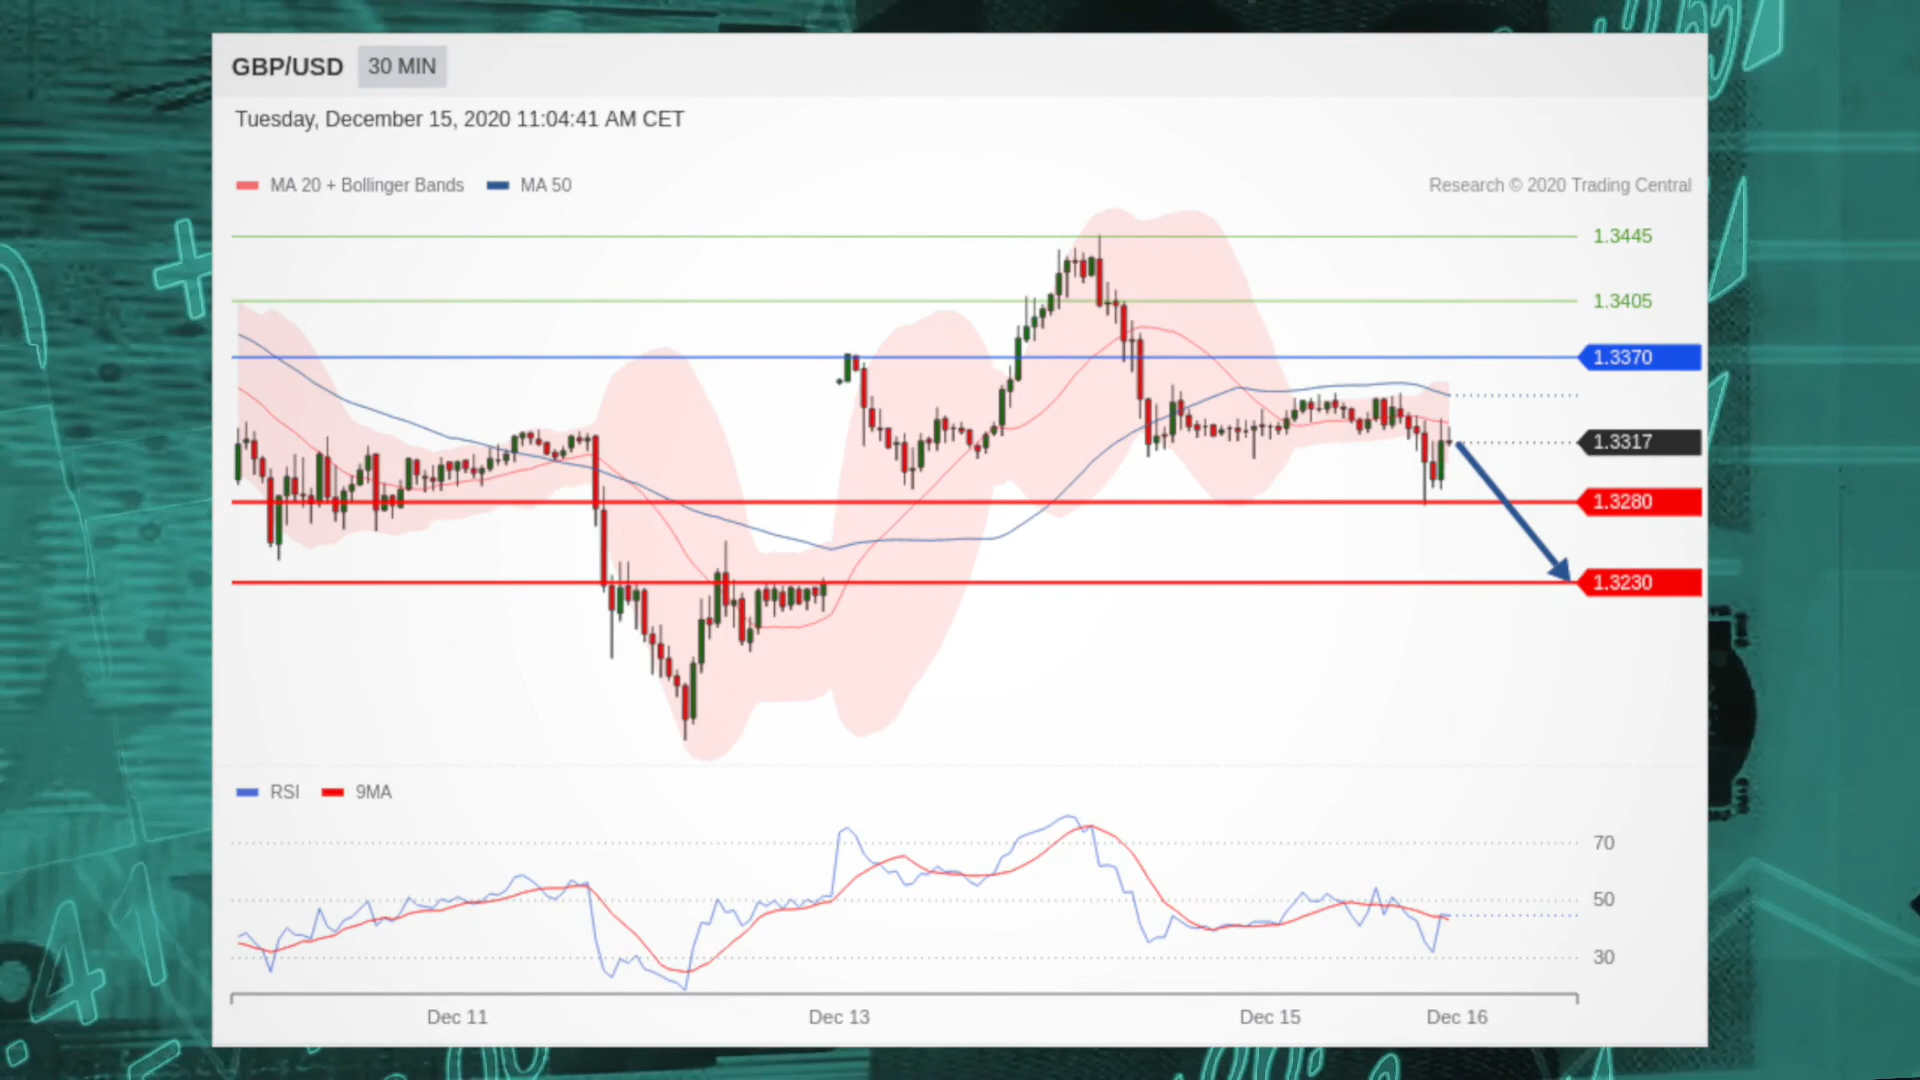 GBP/USD 30 MIN
Tuesday, December 15, 2020 11:04:41 AM CET
MA 20 + Bollinger Bands MA 50 Research © 2020 Trading Central
1.3445
1.3405
1.3370
1.3317
1.3280
1.3230
RSI 9MA
70
50
30
Dec 11 Dec 13 Dec 15 Dec 16